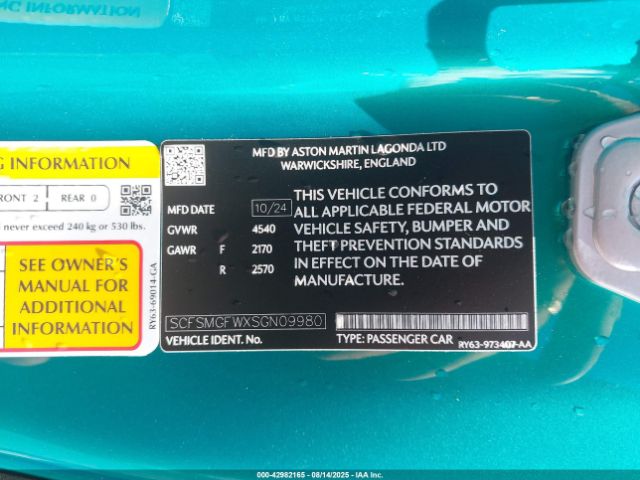 NG INFORMATION
MFD BY ASTON MARTIN LAGONDA LTD
WARWICKSHIRE, ENGLAND
G INFORMATION
RONT 2
REAR 0
never exceed 240 kg or 530 lbs.
SEE OWNER'S
MANUAL FOR
ADDITIONAL
INFORMATION
RY63-69014-GA
MFD DATE 10/24
GVWR 4540
GAWR F 2170
R 2570
THIS VEHICLE CONFORMS TO
ALL APPLICABLE FEDERAL MOTOR
VEHICLE SAFETY, BUMPER AND
THEFT PREVENTION STANDARDS
IN EFFECT ON THE DATE OF
MANUFACTURE.
SCFSMGFWXSGN09980
VEHICLE IDENT. No.
TYPE: PASSENGER CAR
RY63-973407-AA
000-42982165 - 08/14/2025 - IAAI.COM